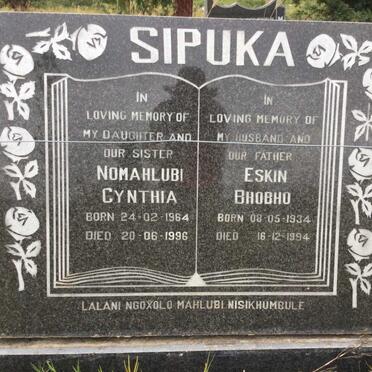 SIPUKA
IN
LOVING MEMORY OF
MY DAUGHTER AND
OUR SISTER
NOMAHLUBI
CYNTHIA
BORN 24-02-1964
DIED 20-06-1996
IN
LOVING MEMORY OF
MY HUSBAND AND
OUR FATHER
ESKIN
BHOBHO
BORN 08-05-1934
DIED 16-12-1994
LALANI NGOXOLO MAHLUBI NISIKHUMBULE